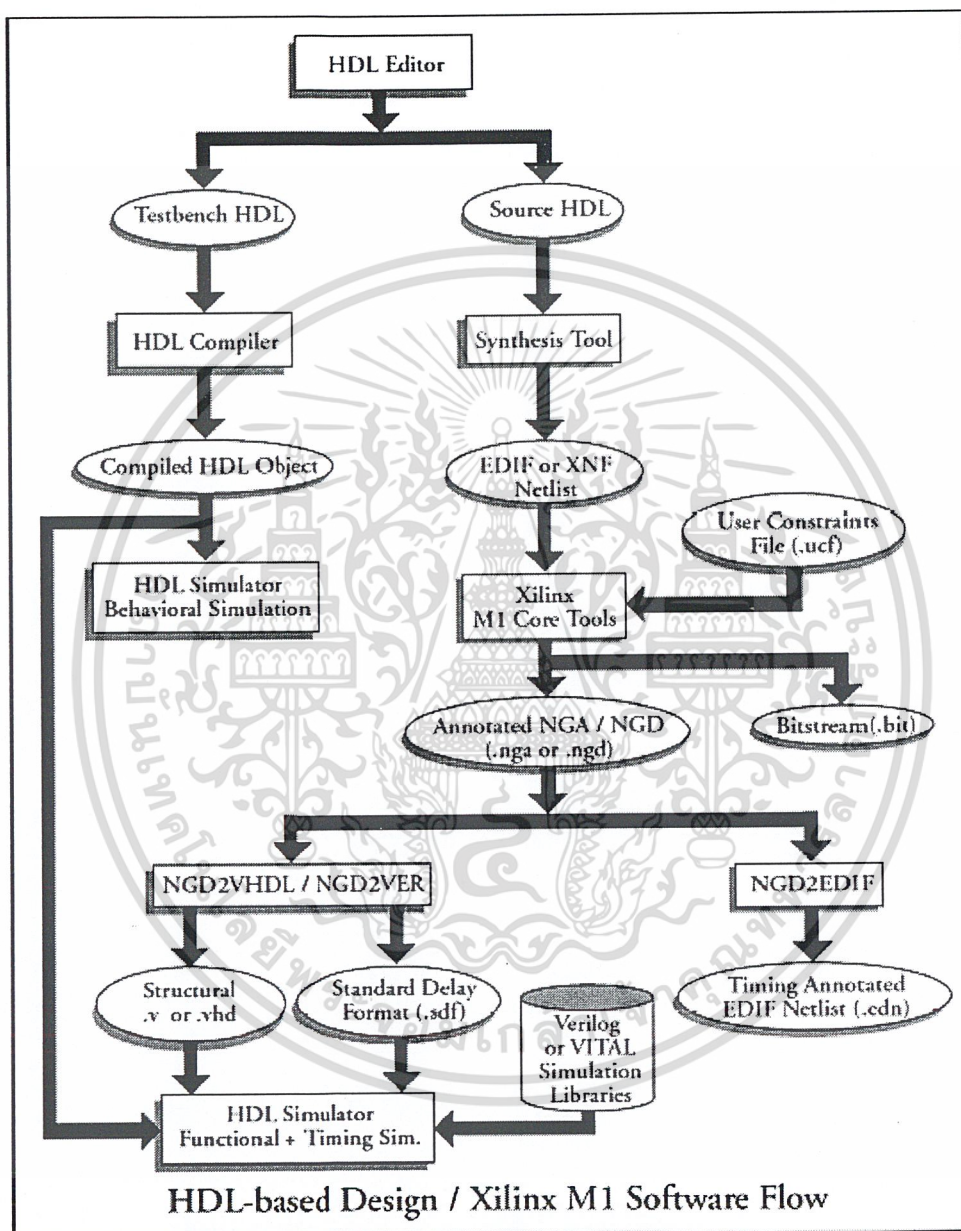 HDL Editor
Testbench HDL
Source HDL
HDL Compiler
Synthesis Tool
Compiled HDL Object
EDIF or XNF
Netlist
User Constraints
File (.ucf)
HDL Simulator
Behavioral Simulation
Xilinx
M1 Core Tools
Annotated NGA / NGD
(.nga or .ngd)
Bitstream(.bit)
NGD2VHDL / NGD2VER
NGD2EDIF
Structural
.v or .vhd
Standard Delay
Format (.sdf)
Verilog
or VITAL
Simulation
Libraries
Timing Annotated
EDIF Netlist (.edn)
HDL Simulator
Functional + Timing Sim.
HDL-based Design / Xilinx M1 Software Flow